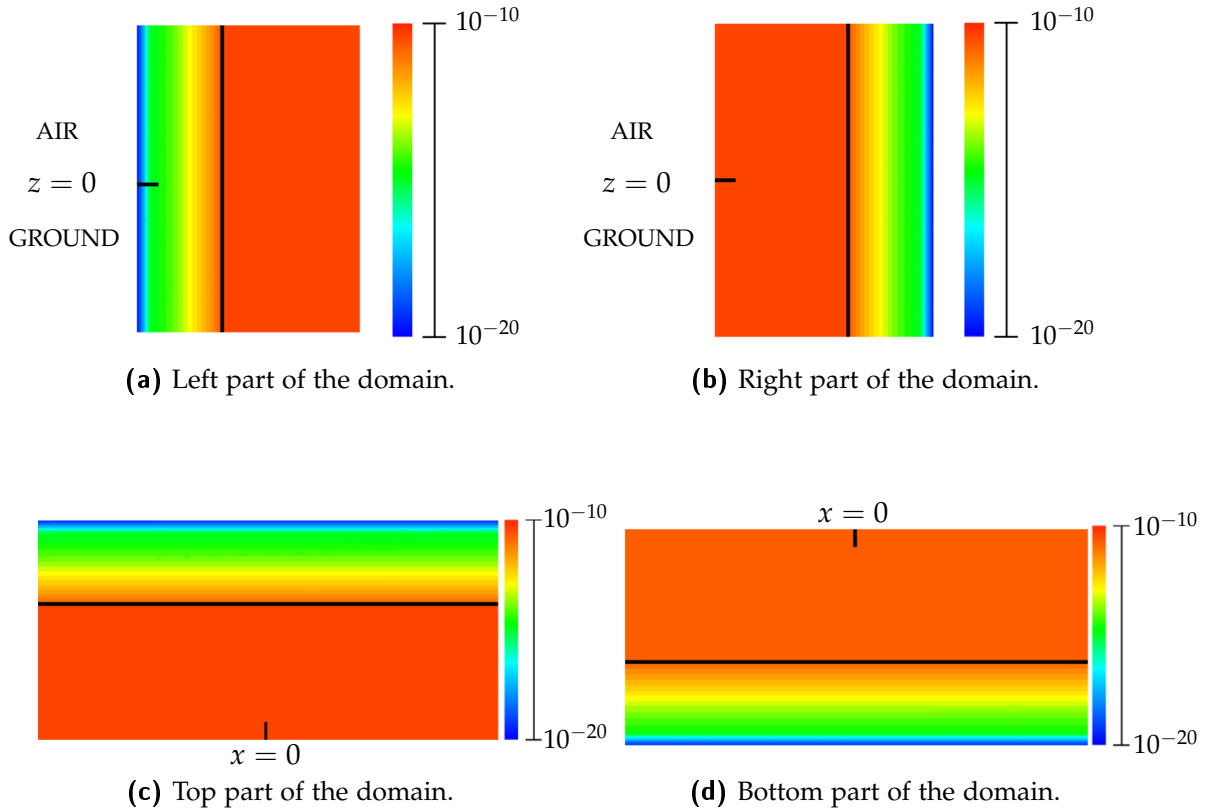 10⁻¹⁰
AIR
z = 0
GROUND
10⁻²⁰
(a) Left part of the domain.
10⁻¹⁰
AIR
z = 0
GROUND
10⁻²⁰
(b) Right part of the domain.
10⁻¹⁰
10⁻²⁰
x = 0
(c) Top part of the domain.
x = 0
10⁻¹⁰
10⁻²⁰
(d) Bottom part of the domain.